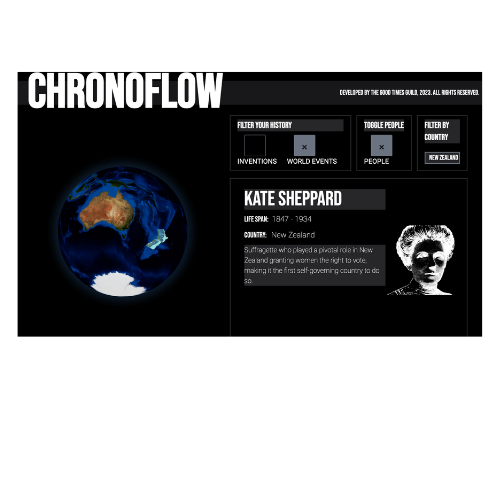 CHRONOFLOW
DEVELOPED BY THE GOOD TIMES GUILD, 2023. ALL RIGHTS RESERVED.
FILTER YOUR HISTORY
INVENTIONS
WORLD EVENTS
TOGGLE PEOPLE
PEOPLE
FILTER BY
COUNTRY
NEW ZEALAND
KATE SHEPPARD
LIFE SPAN: 1847 - 1934
COUNTRY: New Zealand
Suffragette who played a pivotal role in New
Zealand granting women the right to vote,
making it the first self-governing country to do
so.